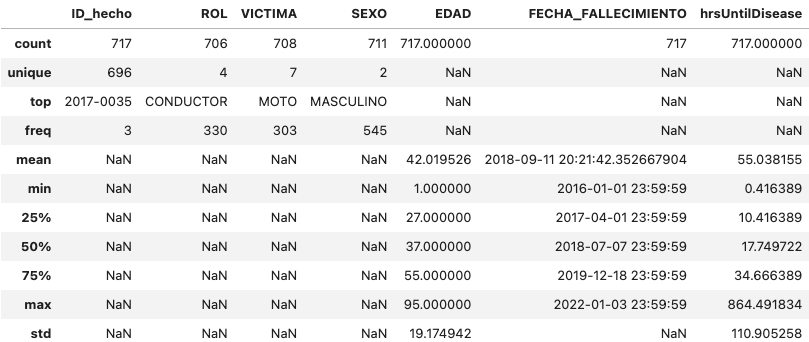 ID_hecho ROL VICTIMA SEXO EDAD FECHA_FALLECIMIENTO hrsUntilDisease
count 717 706 708 711 717.000000 717 717.000000
unique 696 4 7 2 NaN NaN NaN
top 2017-0035 CONDUCTOR MOTO MASCULINO NaN NaN NaN
freq 3 330 303 545 NaN NaN NaN
mean NaN NaN NaN NaN 42.019526 2018-09-11 20:21:42.352667904 55.038155
min NaN NaN NaN NaN 1.000000 2016-01-01 23:59:59 0.416389
25% NaN NaN NaN NaN 27.000000 2017-04-01 23:59:59 10.416389
50% NaN NaN NaN NaN 37.000000 2018-07-07 23:59:59 17.749722
75% NaN NaN NaN NaN 55.000000 2019-12-18 23:59:59 34.666389
max NaN NaN NaN NaN 95.000000 2022-01-03 23:59:59 864.491834
std NaN NaN NaN NaN 19.174942 NaN 110.905258